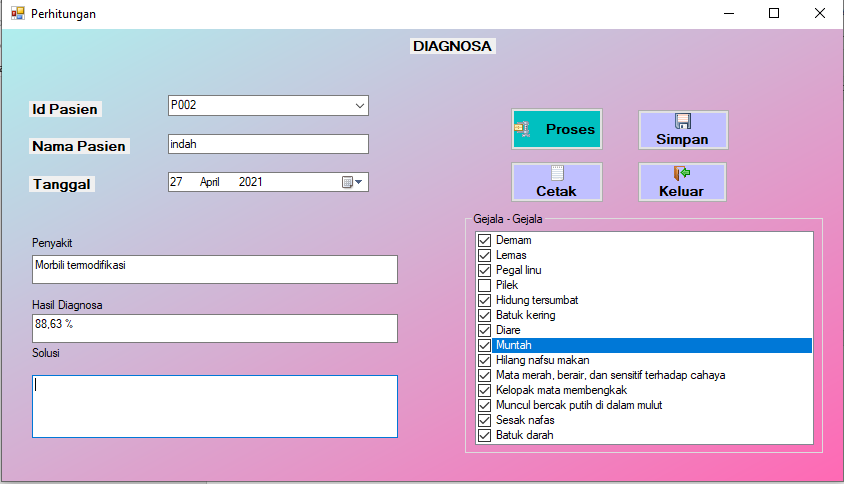 Perhitungan
DIAGNOSA
Id Pasien
P002
Nama Pasien
indah
Tanggal
27 April 2021
Proses
Simpan
Cetak
Keluar
Penyakit
Morbili termodifikasi
Hasil Diagnosa
88,63 %
Solusi
Gejala - Gejala
Demam
Lemas
Pegal linu
Pilek
Hidung tersumbat
Batuk kering
Diare
Muntah
Hilang nafsu makan
Mata merah, berair, dan sensitif terhadap cahaya
Kelopak mata membengkak
Muncul bercak putih di dalam mulut
Sesak nafas
Batuk darah